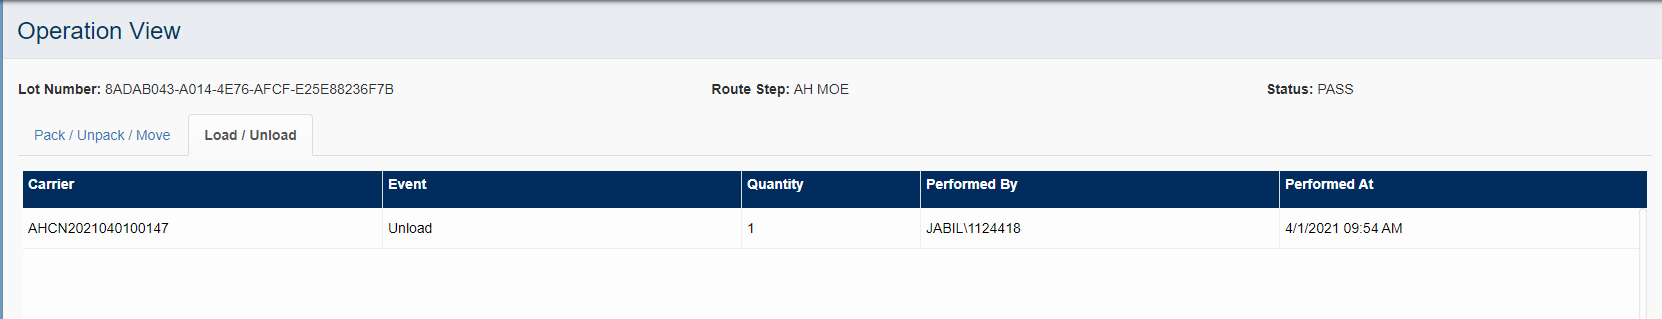 Operation View
Lot Number: 8ADAB043-A014-4E76-AFCF-E25E88236F7B Route Step: AH MOE Status: PASS
Pack / Unpack / Move Load / Unload
Carrier Event Quantity Performed By Performed At
AHCN2021040100147 Unload 1 JABIL\1124418 4/1/2021 09:54 AM